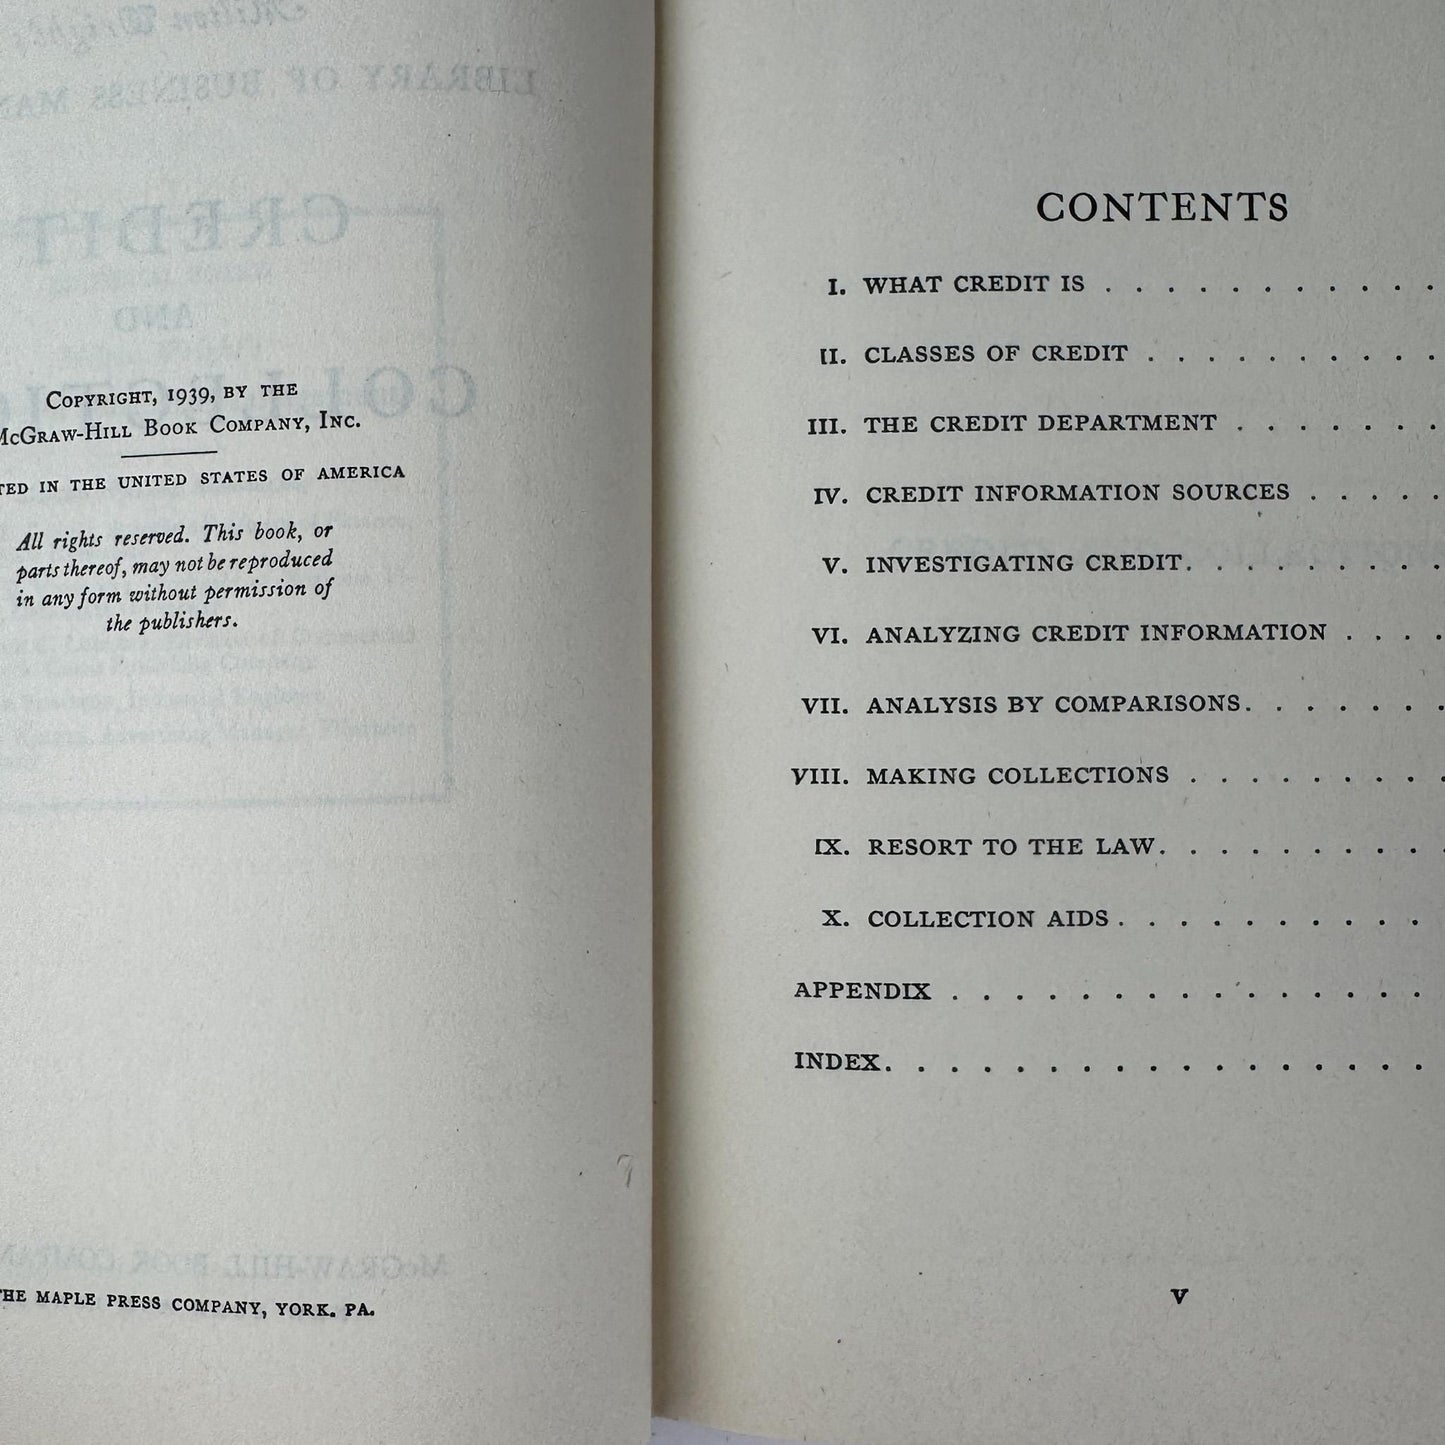 COPYRIGHT, 1939, BY THE
MCGRAW-HILL BOOK COMPANY, INC.
TED IN THE UNITED STATES OF AMERICA
All rights reserved. This book, or
parts thereof, may not be reproduced
in any form without permission of
the publishers.
THE MAPLE PRESS COMPANY, YORK. PA.
CONTENTS
I. WHAT CREDIT IS . . . . . . . . . . .
II. CLASSES OF CREDIT . . . . . . . . . .
III. THE CREDIT DEPARTMENT . . . . . . .
IV. CREDIT INFORMATION SOURCES . . . . .
V. INVESTIGATING CREDIT. . . . . . . . .
VI. ANALYZING CREDIT INFORMATION . . . .
VII. ANALYSIS BY COMPARISONS. . . . . . .
VIII. MAKING COLLECTIONS . . . . . . . . .
IX. RESORT TO THE LAW. . . . . . . . . .
X. COLLECTION AIDS . . . . . . . . . .
APPENDIX . . . . . . . . . . . . . . .
INDEX. . . . . . . . . . . . . . . . .
v